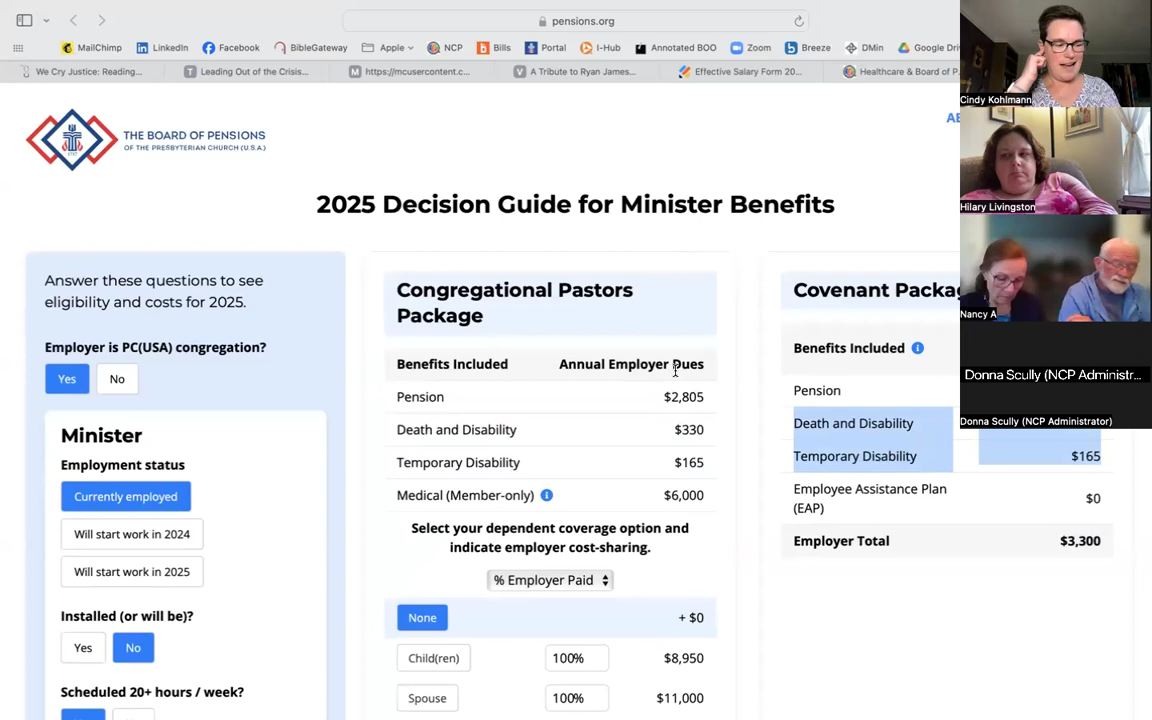 pensions.org
MailChimp LinkedIn Facebook BibleGateway Apple NCP Bills Portal I-Hub Annotated BOO Zoom Breeze DMin Google Dri
We Cry Justice: Reading... Leading Out of the Crisis... https://mcusercontent.c... A Tribute to Ryan James... Effective Salary Form 20... Healthcare & Board of P
THE BOARD OF PENSIONS
OF THE PRESBYTERIAN CHURCH (U.S.A.)
2025 Decision Guide for Minister Benefits
Answer these questions to see
eligibility and costs for 2025.
Employer is PC(USA) congregation?
Yes No
Minister
Employment status
Currently employed
Will start work in 2024
Will start work in 2025
Installed (or will be)?
Yes No
Scheduled 20+ hours / week?
Congregational Pastors
Package
Benefits Included Annual Employer Dues
Pension $2,805
Death and Disability $330
Temporary Disability $165
Medical (Member-only) $6,000
Select your dependent coverage option and
indicate employer cost-sharing.
% Employer Paid
None + $0
Child(ren) 100% $8,950
Spouse 100% $11,000
Covenant Packag
Benefits Included
Pension
Death and Disability
Temporary Disability $165
Employee Assistance Plan
(EAP) $0
Employer Total $3,300
Cindy Kohlmann
Hilary Livingston
Nancy A
Donna Scully (NCP Administr...
Donna Scully (NCP Administrator)